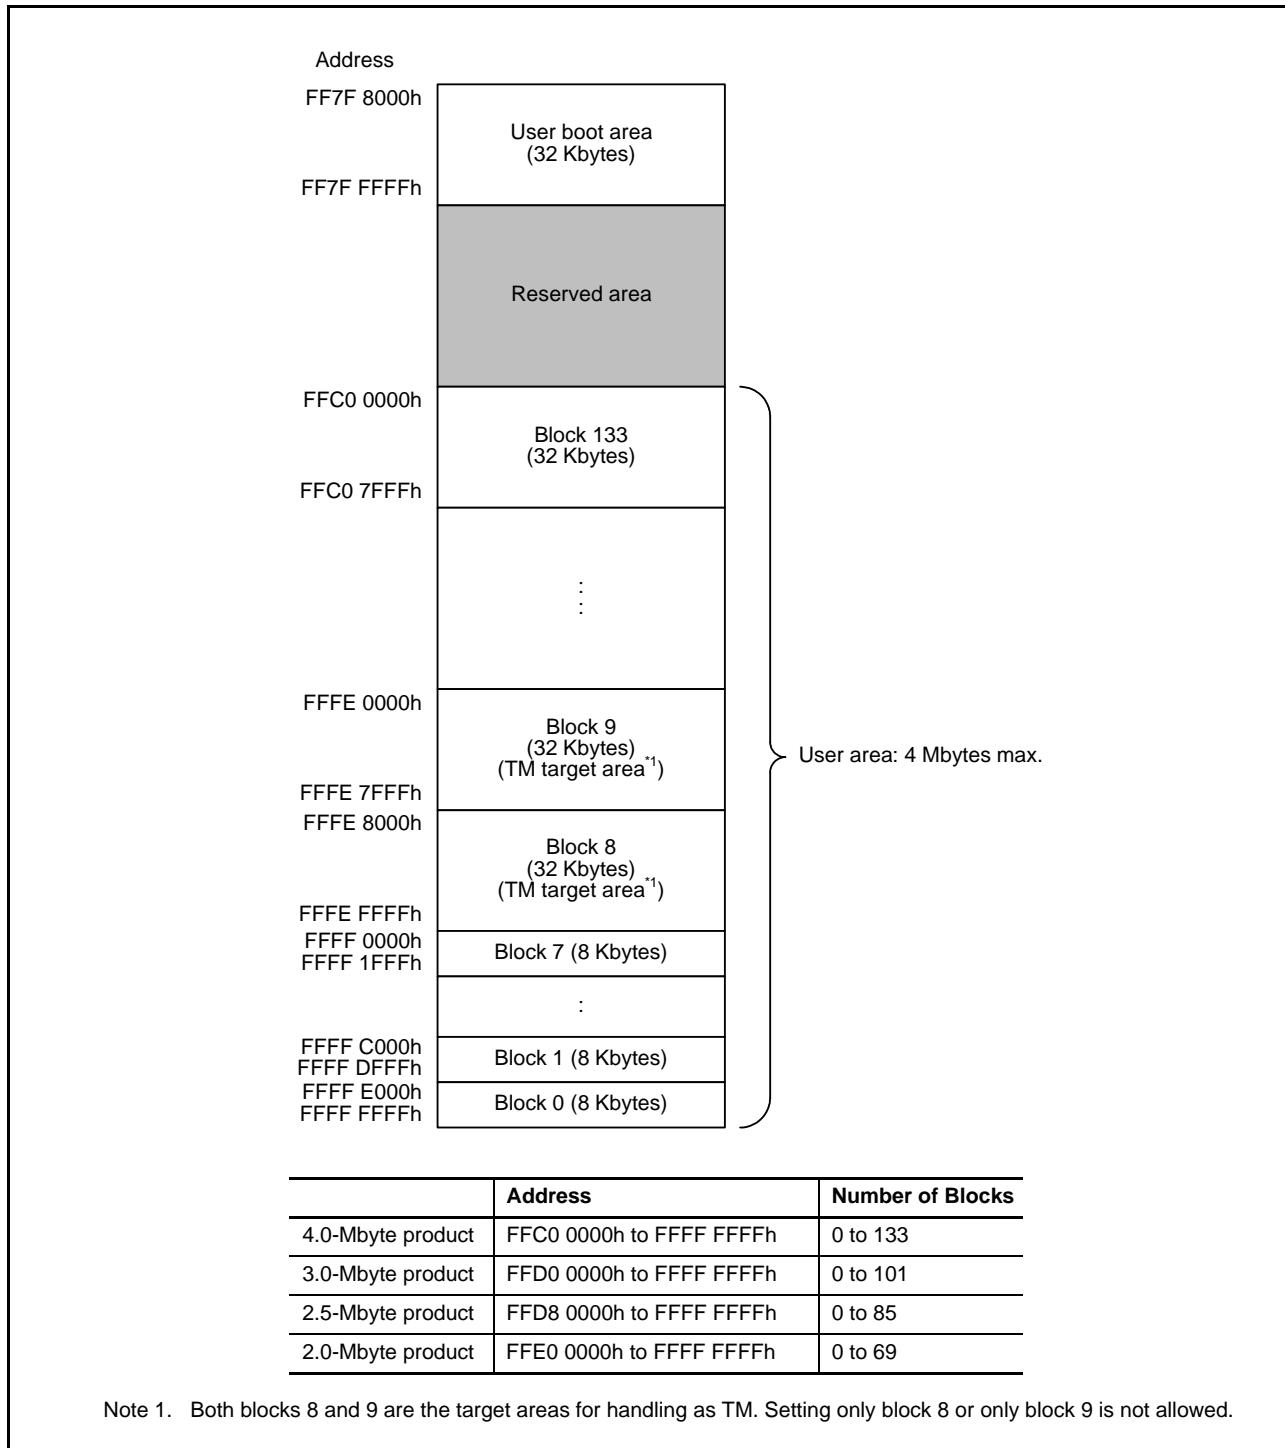 Address
FF7F 8000h
User boot area
(32 Kbytes)
FF7F FFFFh
Reserved area
FFC0 0000h
Block 133
(32 Kbytes)
FFC0 7FFFh
:
:
FFFE 0000h
Block 9
(32 Kbytes)
(TM target area*1)
User area: 4 Mbytes max.
FFFE 7FFFh
FFFE 8000h
Block 8
(32 Kbytes)
(TM target area*1)
FFFE FFFFh
FFFF 0000h
Block 7 (8 Kbytes)
FFFF 1FFFh
:
FFFF C000h
Block 1 (8 Kbytes)
FFFF DFFFh
FFFF E000h
Block 0 (8 Kbytes)
FFFF FFFFh
Address Number of Blocks
4.0-Mbyte product FFC0 0000h to FFFF FFFFh 0 to 133
3.0-Mbyte product FFD0 0000h to FFFF FFFFh 0 to 101
2.5-Mbyte product FFD8 0000h to FFFF FFFFh 0 to 85
2.0-Mbyte product FFE0 0000h to FFFF FFFFh 0 to 69
Note 1. Both blocks 8 and 9 are the target areas for handling as TM. Setting only block 8 or only block 9 is not allowed.